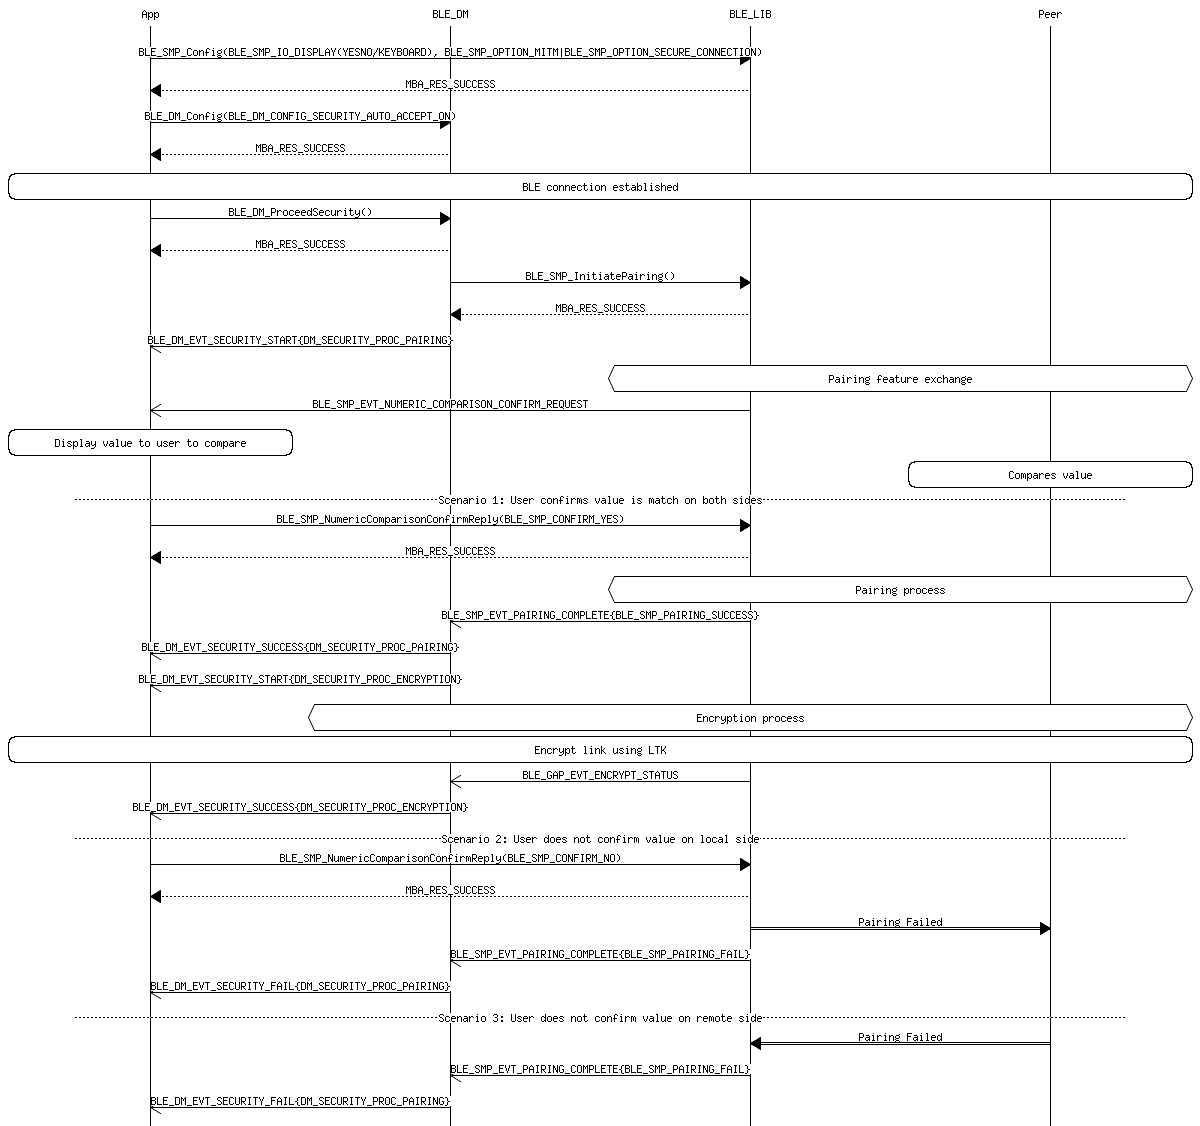 App BLE_DM BLE_LIB Peer
BLE_SMP_Config(BLE_SMP_IO_DISPLAY(YESNO/KEYBOARD), BLE_SMP_OPTION_MITM|BLE_SMP_OPTION_SECURE_CONNECTION)
MBA_RES_SUCCESS
BLE_DM_Config(BLE_DM_CONFIG_SECURITY_AUTO_ACCEPT_ON)
MBA_RES_SUCCESS
BLE connection established
BLE_DM_ProceedSecurity()
MBA_RES_SUCCESS
BLE_SMP_InitiatePairing()
MBA_RES_SUCCESS
BLE_DM_EVT_SECURITY_START{DM_SECURITY_PROC_PAIRING}
Pairing feature exchange
BLE_SMP_EVT_NUMERIC_COMPARISON_CONFIRM_REQUEST
Display value to user to compare
Compares value
Scenario 1: User confirms value is match on both sides
BLE_SMP_NumericComparisonConfirmReply(BLE_SMP_CONFIRM_YES)
MBA_RES_SUCCESS
Pairing process
BLE_SMP_EVT_PAIRING_COMPLETE{BLE_SMP_PAIRING_SUCCESS}
BLE_DM_EVT_SECURITY_SUCCESS{DM_SECURITY_PROC_PAIRING}
BLE_DM_EVT_SECURITY_START{DM_SECURITY_PROC_ENCRYPTION}
Encryption process
Encrypt link using LTK
BLE_GAP_EVT_ENCRYPT_STATUS
BLE_DM_EVT_SECURITY_SUCCESS{DM_SECURITY_PROC_ENCRYPTION}
Scenario 2: User does not confirm value on local side
BLE_SMP_NumericComparisonConfirmReply(BLE_SMP_CONFIRM_NO)
MBA_RES_SUCCESS
Pairing Failed
BLE_SMP_EVT_PAIRING_COMPLETE{BLE_SMP_PAIRING_FAIL}
BLE_DM_EVT_SECURITY_FAIL{DM_SECURITY_PROC_PAIRING}
Scenario 3: User does not confirm value on remote side
Pairing Failed
BLE_SMP_EVT_PAIRING_COMPLETE{BLE_SMP_PAIRING_FAIL}
BLE_DM_EVT_SECURITY_FAIL{DM_SECURITY_PROC_PAIRING}